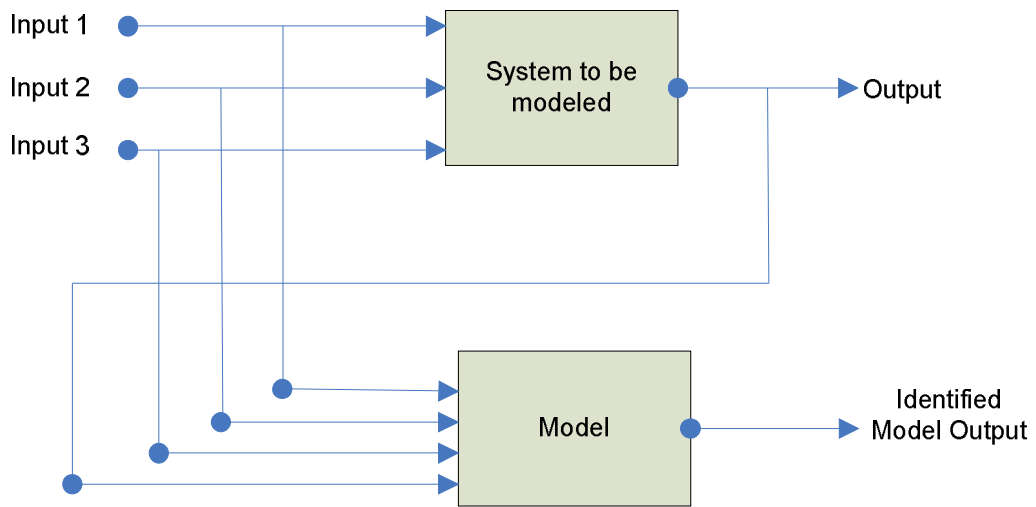 Input 1
Input 2
Input 3
System to be
modeled
Output
Model
Identified
Model Output